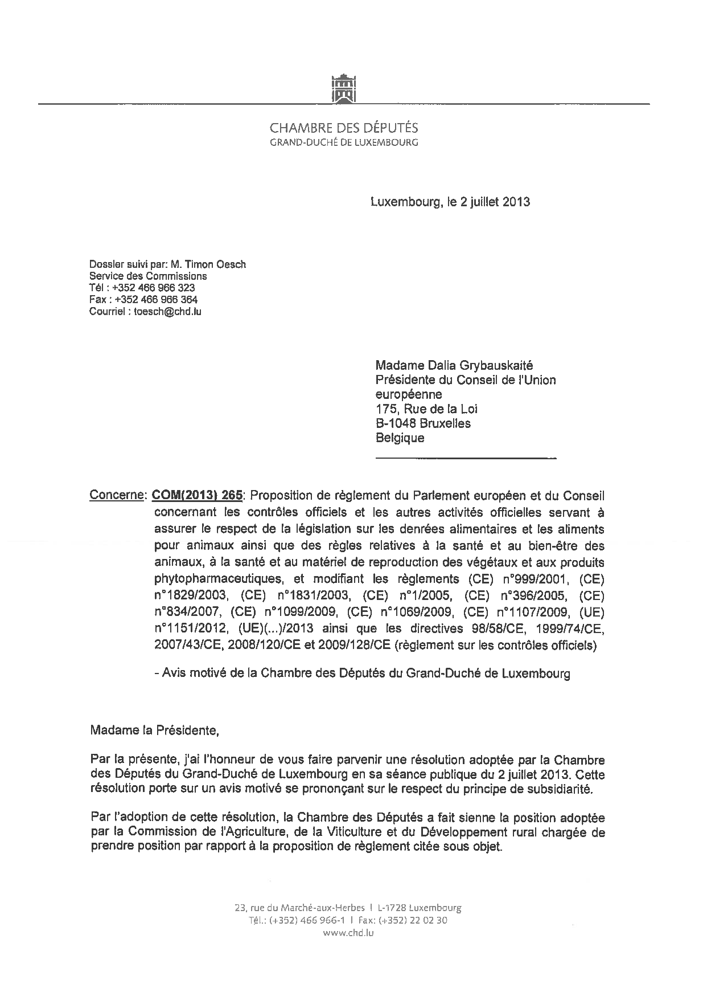 CHAMBRE DES DÉPUTÉS
GRAND-DUCHÉ DE LUXEMBOURG
Luxembourg, le 2 juillet 2013
Dossier suivi par: M. Timon Oesch
Service des Commissions
Tél : +352 466 966 323
Fax : +352 466 966 364
Courriel : toesch@chd.lu
Madame Dalia Grybauskaité
Présidente du Conseil de l'Union
européenne
175, Rue de la Loi
B-1048 Bruxelles
Belgique
Concerne: COM(2013) 265: Proposition de règlement du Parlement européen et du Conseil
concernant les contrôles officiels et les autres activités officielles servant à
assurer le respect de la législation sur les denrées alimentaires et les aliments
pour animaux ainsi que des règles relatives à la santé et au bien-être des
animaux, à la santé et au matériel de reproduction des végétaux et aux produits
phytopharmaceutiques, et modifiant les règlements (CE) n°999/2001, (CE)
n°1829/2003, (CE) n°1831/2003, (CE) n°1/2005, (CE) n°396/2005, (CE)
n°834/2007, (CE) n°1099/2009, (CE) n°1069/2009, (CE) n°1107/2009, (UE)
n°1151/2012, (UE)(...)/2013 ainsi que les directives 98/58/CE, 1999/74/CE,
2007/43/CE, 2008/120/CE et 2009/128/CE (règlement sur les contrôles officiels)
- Avis motivé de la Chambre des Députés du Grand-Duché de Luxembourg
Madame la Présidente,
Par la présente, j'ai l'honneur de vous faire parvenir une résolution adoptée par la Chambre
des Députés du Grand-Duché de Luxembourg en sa séance publique du 2 juillet 2013. Cette
résolution porte sur un avis motivé se prononçant sur le respect du principe de subsidiarité.
Par l'adoption de cette résolution, la Chambre des Députés a fait sienne la position adoptée
par la Commission de l'Agriculture, de la Viticulture et du Développement rural chargée de
prendre position par rapport à la proposition de règlement citée sous objet.
23, rue du Marché-aux-Herbes | L-1728 Luxembourg
Tél.: (+352) 466 966-1 | Fax: (+352) 22 02 30
www.chd.lu